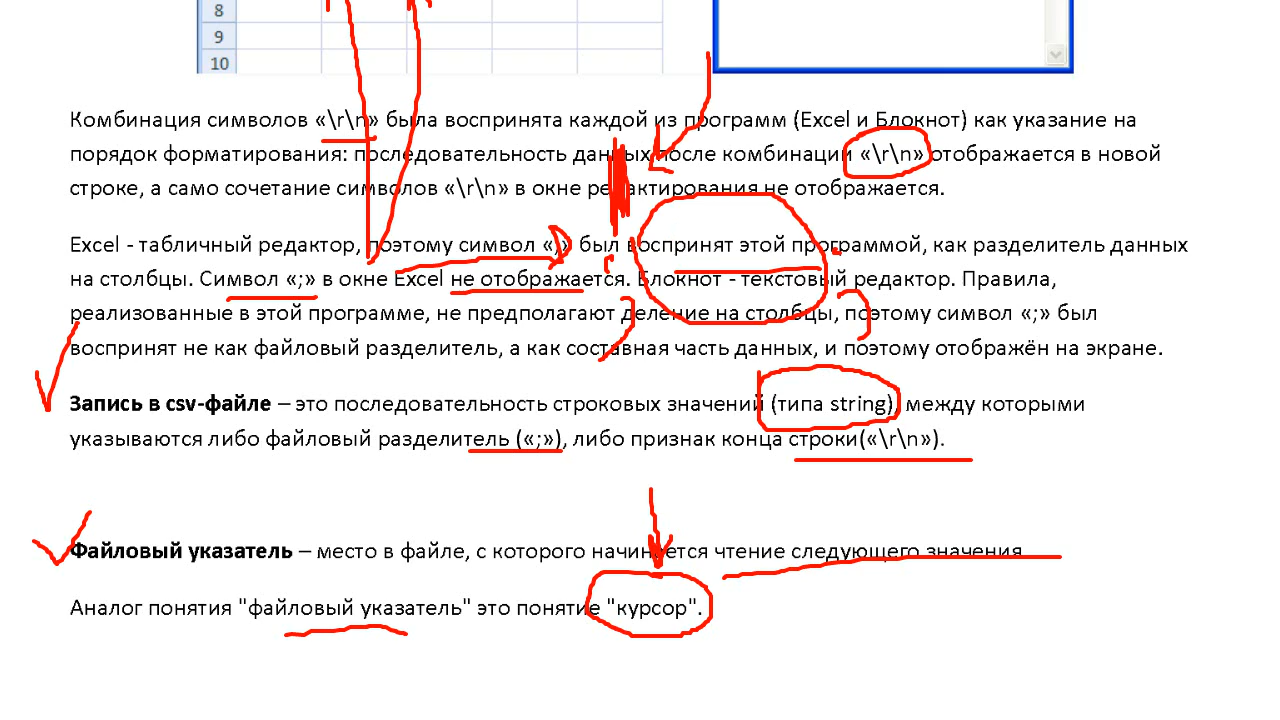 8
9
10
Комбинация символов «\r\n» была воспринята каждой из программ (Excel и Блокнот) как указание на
порядок форматирования: последовательность данных после комбинации «\r\n» отображается в новой
строке, а само сочетание символов «\r\n» в окне редактирования не отображается.
Excel - табличный редактор, поэтому символ «;» был воспринят этой программой, как разделитель данных
на столбцы. Символ «;» в окне Excel не отображается. Блокнот - текстовый редактор. Правила,
реализованные в этой программе, не предполагают деление на столбцы, поэтому символ «;» был
воспринят не как файловый разделитель, а как составная часть данных, и поэтому отображён на экране.
Запись в csv-файле – это последовательность строковых значений (типа string), между которыми
указываются либо файловый разделитель («;»), либо признак конца строки(«\r\n»).
Файловый указатель – место в файле, с которого начинается чтение следующего значения.
Аналог понятия "файловый указатель" это понятие "курсор".